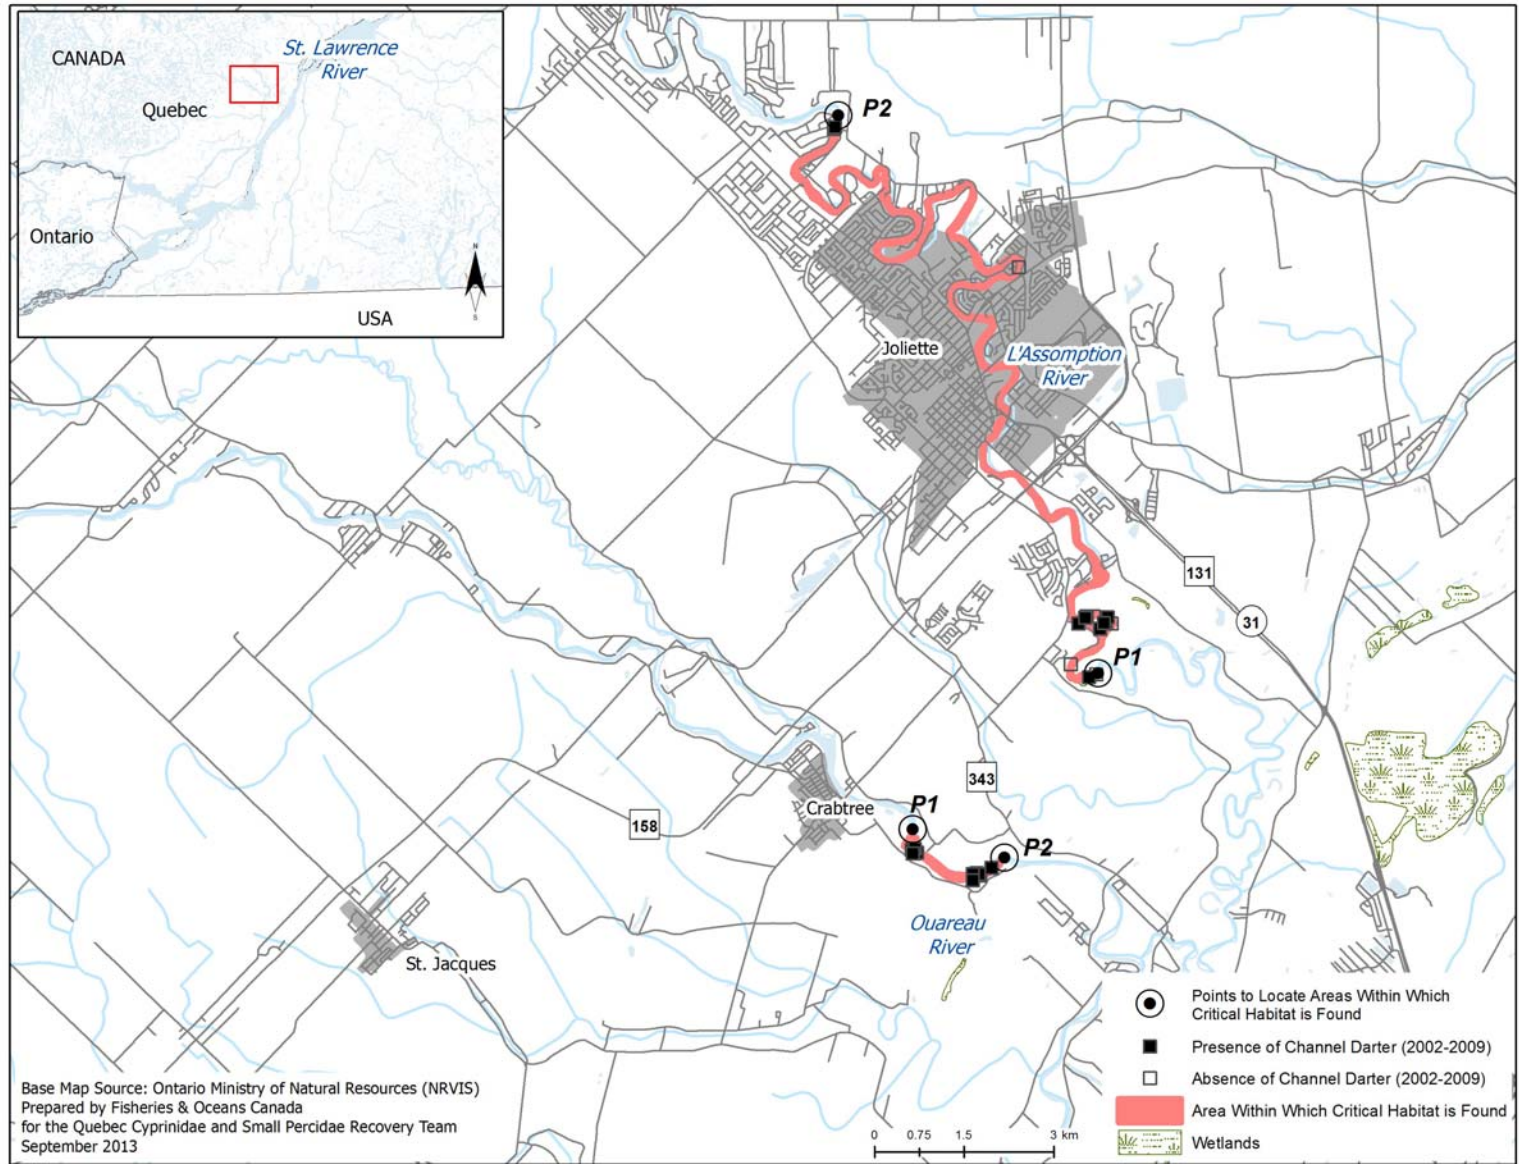 CANADA
St. Lawrence
River
Quebec
Ontario
N
S
USA
P2
Joliette
L'Assomption
River
131
31
P1
343
158
Crabtree
P1
P2
Ouareau
River
St. Jacques
Points to Locate Areas Within Which
Critical Habitat is Found
Presence of Channel Darter (2002-2009)
Absence of Channel Darter (2002-2009)
Area Within Which Critical Habitat is Found
Wetlands
Base Map Source: Ontario Ministry of Natural Resources (NRVIS)
Prepared by Fisheries & Oceans Canada
for the Quebec Cyprinidae and Small Percidae Recovery Team
September 2013
0 0.75 1.5 3 km